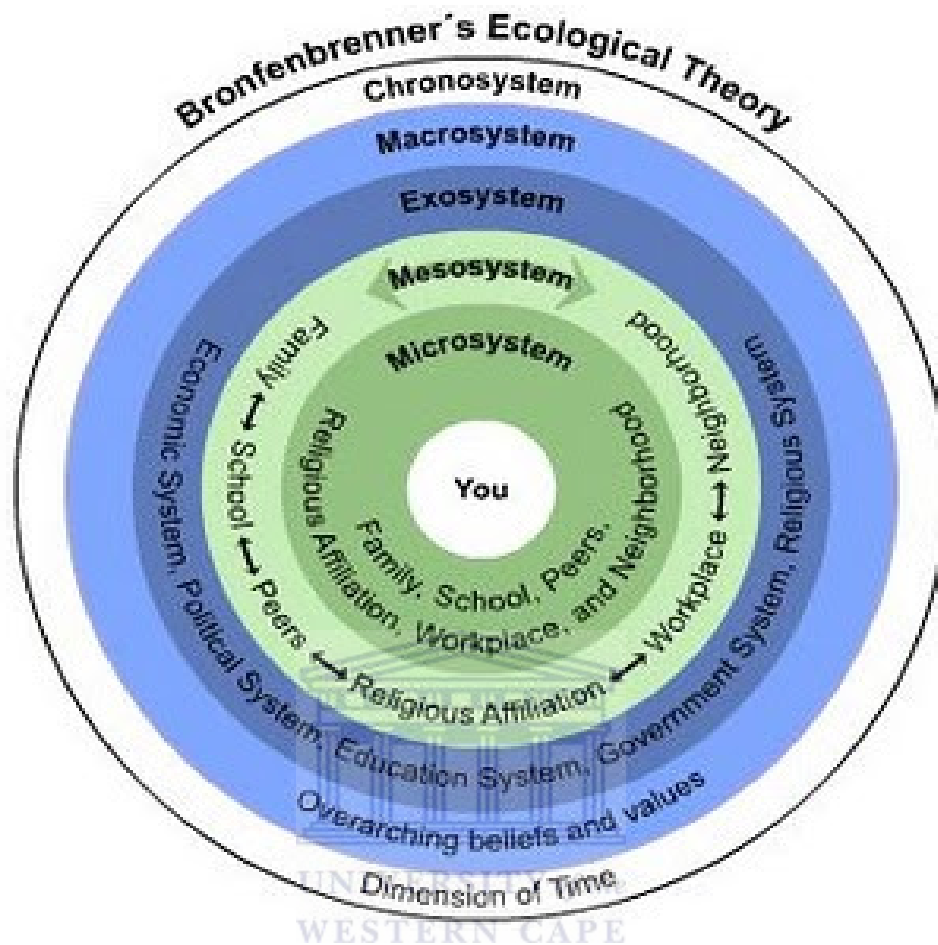 Bronfenbrenner´s Ecological Theory
Chronosystem
Macrosystem
Exosystem
Mesosystem
Microsystem
You
Family, School, Peers,
Religious Affiliation, Workplace, and Neighborhood
Family ↔ School ↔ Peers ↔ Religious Affiliation ↔ Workplace ↔ Neighborhood
Economic System, Political System, Education System, Government System, Religious System
Overarching beliefs and values
Dimension of Time
UNIVERSITY of the
WESTERN CAPE